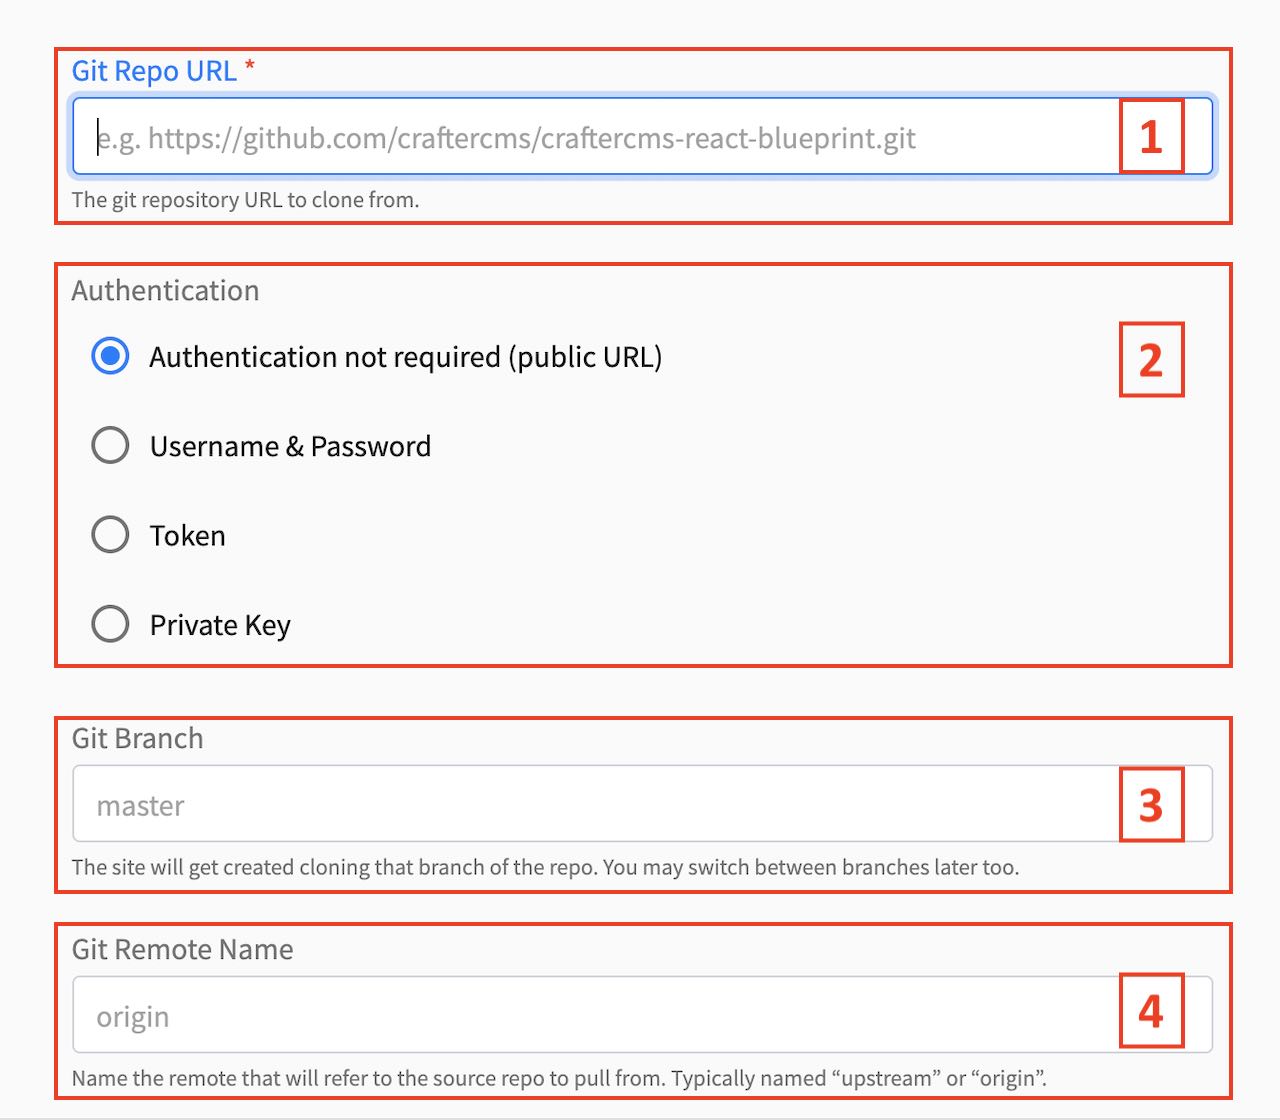 Git Repo URL *
e.g. https://github.com/craftercms/craftercms-react-blueprint.git
1
The git repository URL to clone from.
Authentication
Authentication not required (public URL)
2
Username & Password
Token
Private Key
Git Branch
master
3
The site will get created cloning that branch of the repo. You may switch between branches later too.
Git Remote Name
origin
4
Name the remote that will refer to the source repo to pull from. Typically named “upstream” or “origin”.